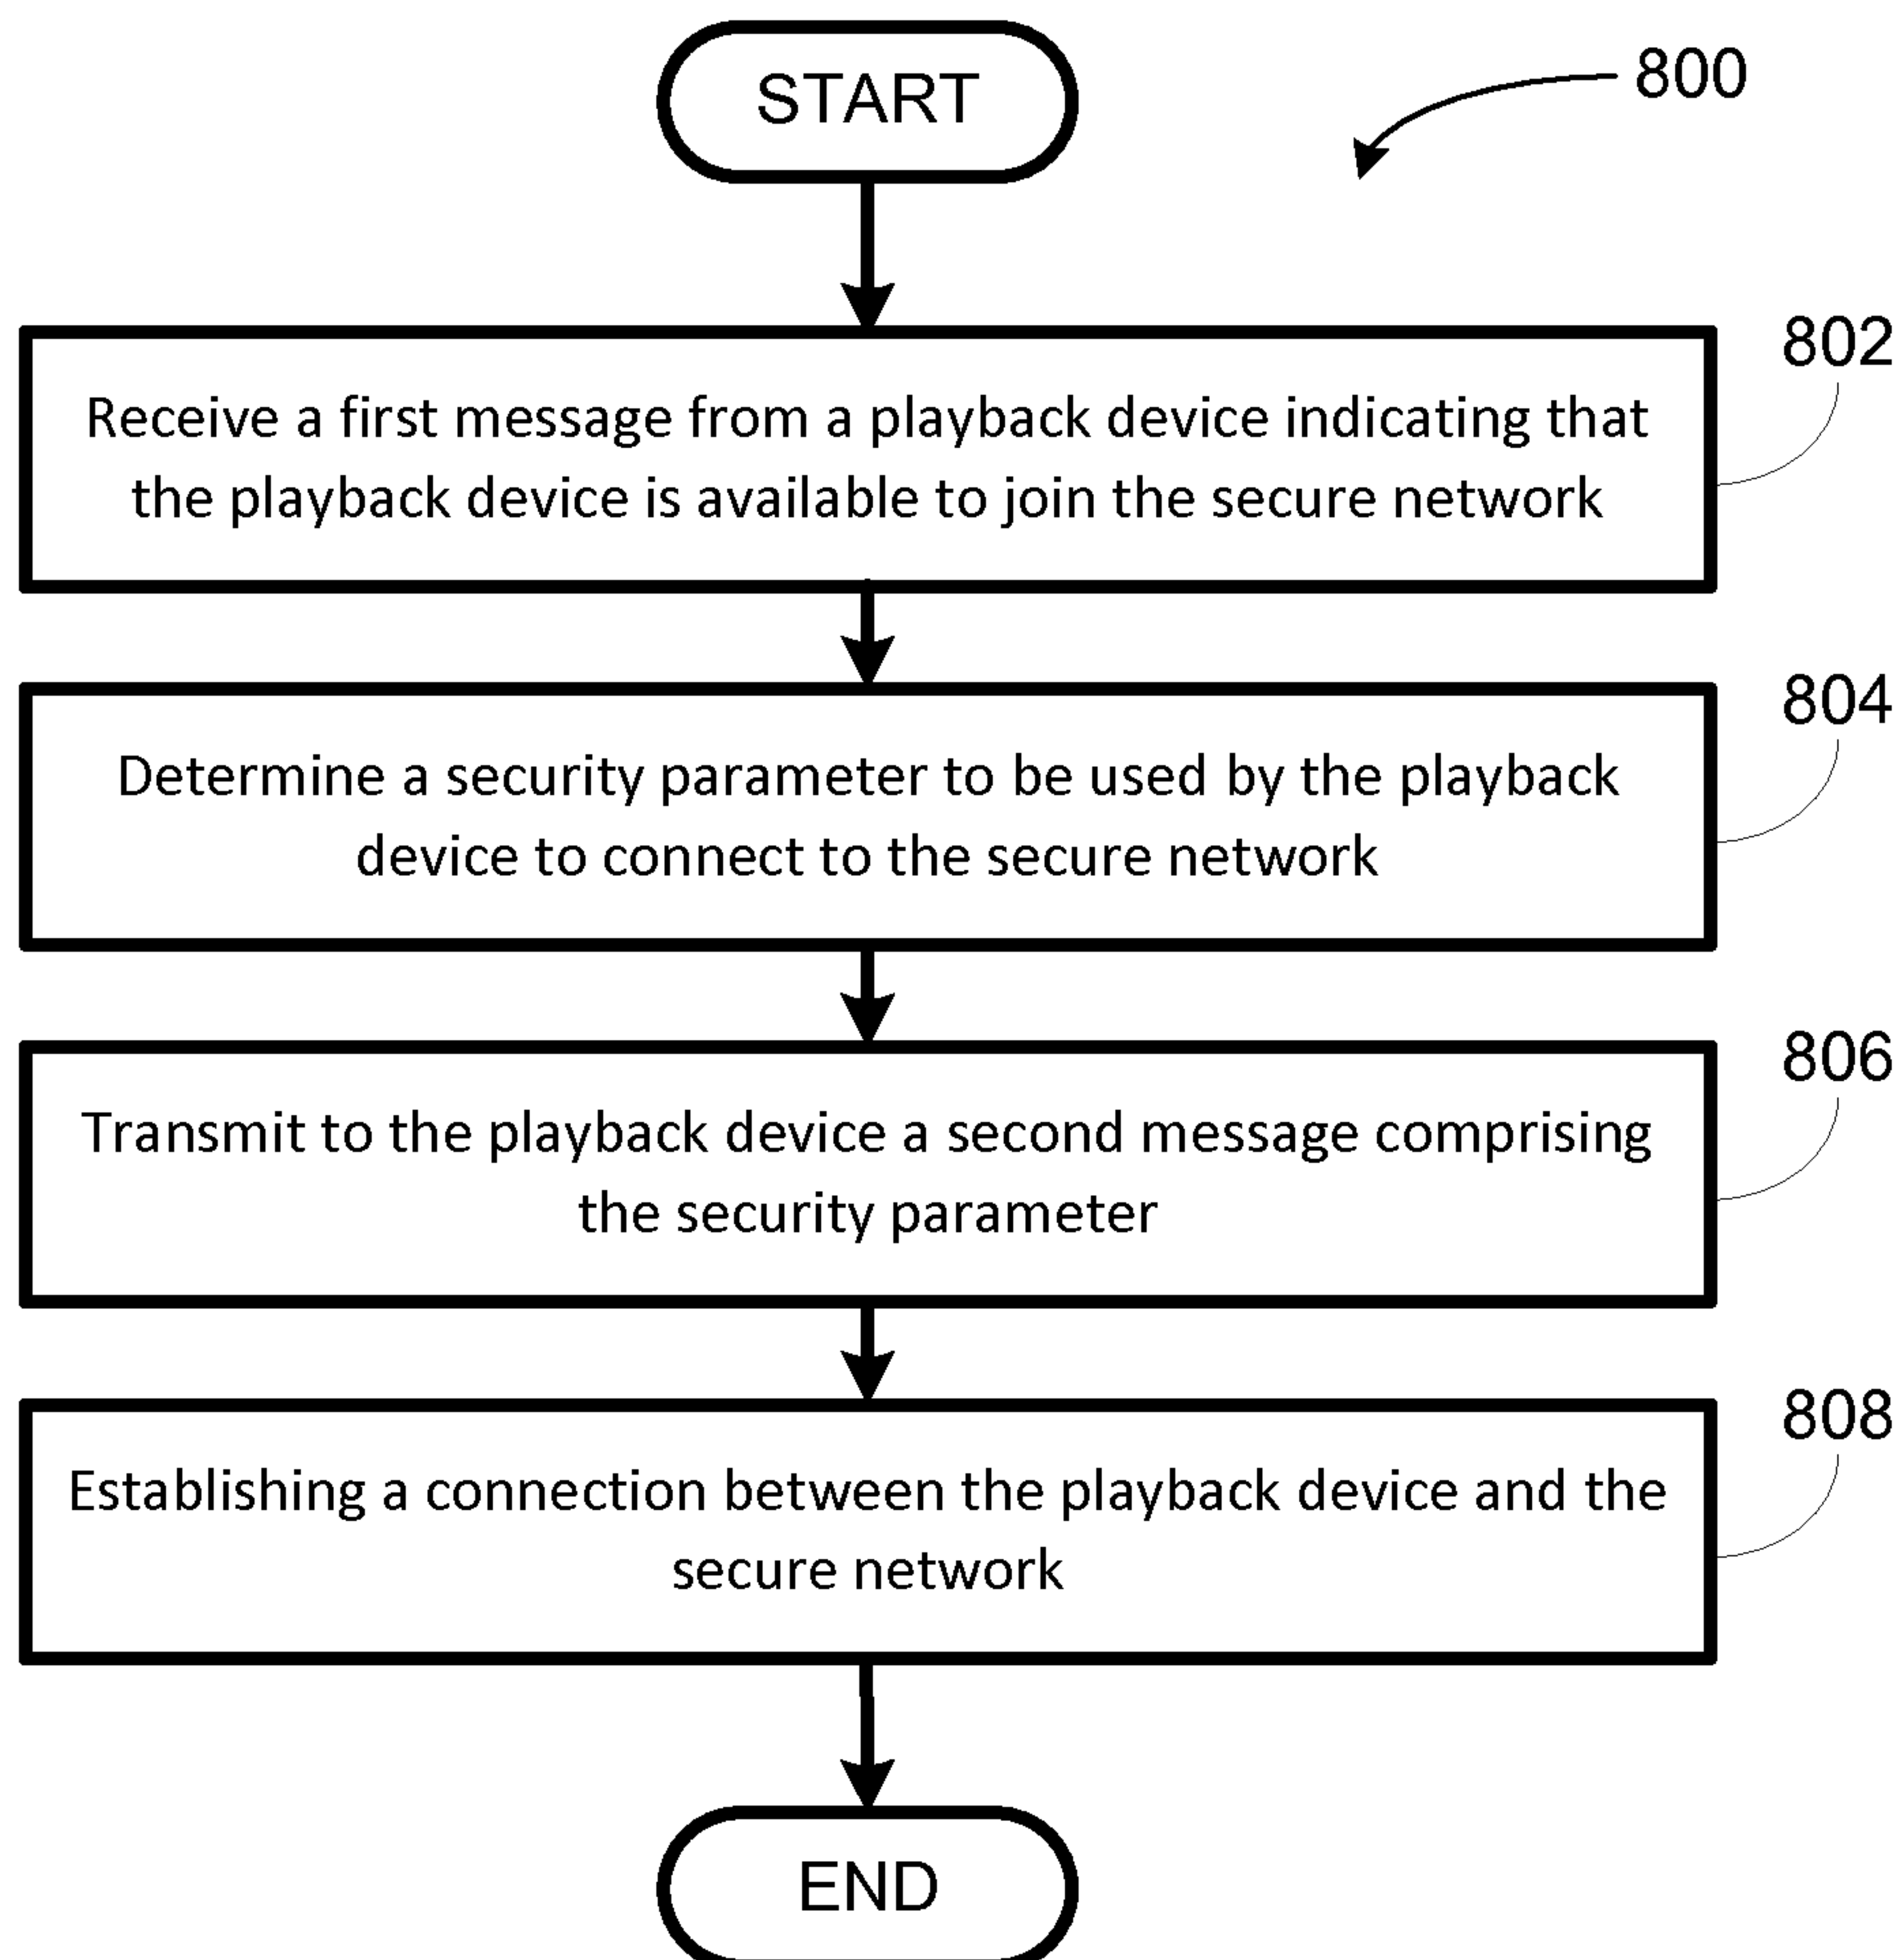 START
800
802
Receive a first message from a playback device indicating that
the playback device is available to join the secure network
804
Determine a security parameter to be used by the playback
device to connect to the secure network
806
Transmit to the playback device a second message comprising
the security parameter
808
Establishing a connection between the playback device and the
secure network
END